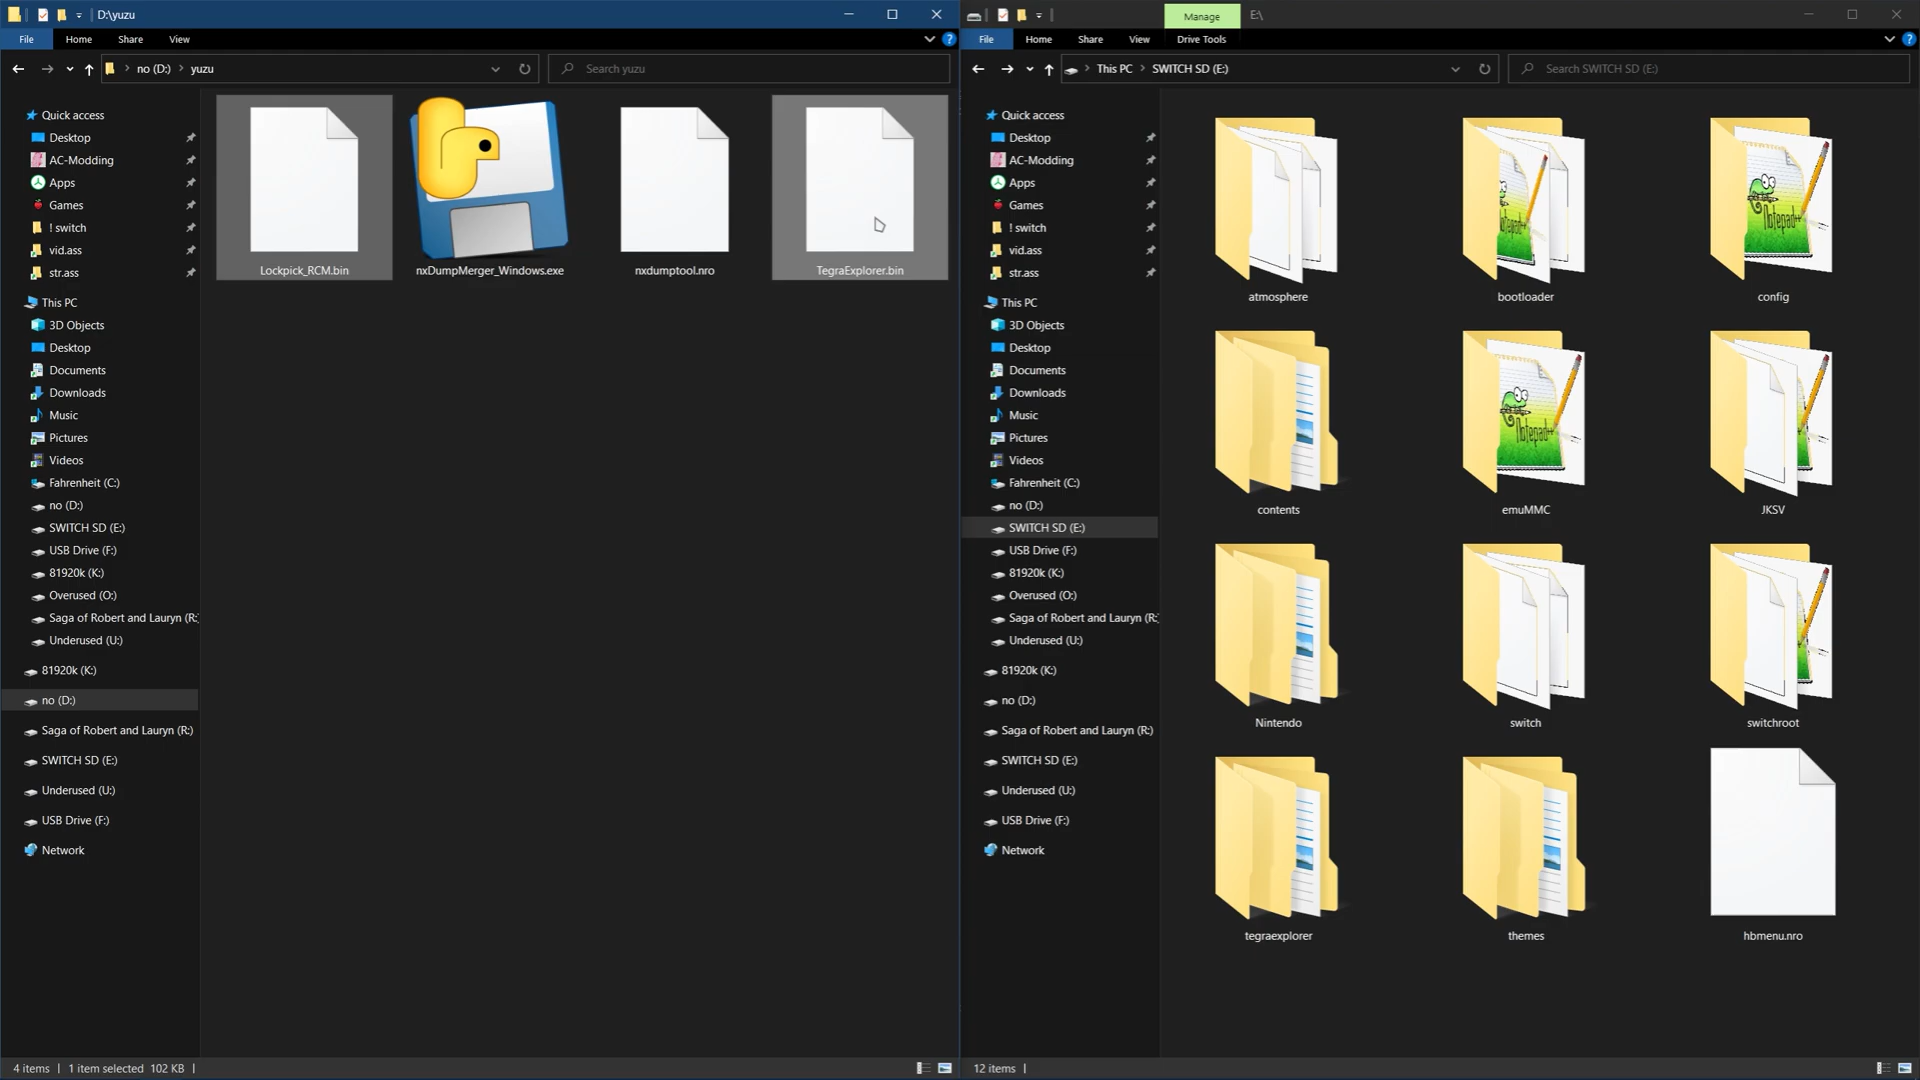 D:\yuzu
File
Home
Share
View
no (D:)
yuzu
Search yuzu
Quick access
Desktop
AC-Modding
Apps
Games
! switch
vid.ass
str.ass
This PC
3D Objects
Desktop
Documents
Downloads
Music
Pictures
Videos
Fahrenheit (C:)
no (D:)
SWITCH SD (E:)
USB Drive (F:)
81920k (K:)
Overused (O:)
Saga of Robert and Lauryn (R:)
Underused (U:)
81920k (K:)
no (D:)
Saga of Robert and Lauryn (R:)
SWITCH SD (E:)
Underused (U:)
USB Drive (F:)
Network
Lockpick_RCM.bin
nxDumpMerger_Windows.exe
nxdumptool.nro
TegraExplorer.bin
4 items
1 item selected 102 KB
Manage
E:\
File
Home
Share
View
Drive Tools
This PC
SWITCH SD (E:)
Search SWITCH SD (E:)
Quick access
Desktop
AC-Modding
Apps
Games
! switch
vid.ass
str.ass
This PC
3D Objects
Desktop
Documents
Downloads
Music
Pictures
Videos
Fahrenheit (C:)
no (D:)
SWITCH SD (E:)
USB Drive (F:)
81920k (K:)
Overused (O:)
Saga of Robert and Lauryn (R:
Underused (U:)
81920k (K:)
no (D:)
Saga of Robert and Lauryn (R:)
SWITCH SD (E:)
Underused (U:)
USB Drive (F:)
Network
atmosphere
bootloader
config
contents
emuMMC
JKSV
Nintendo
switch
switchroot
tegraexplorer
themes
hbmenu.nro
12 items